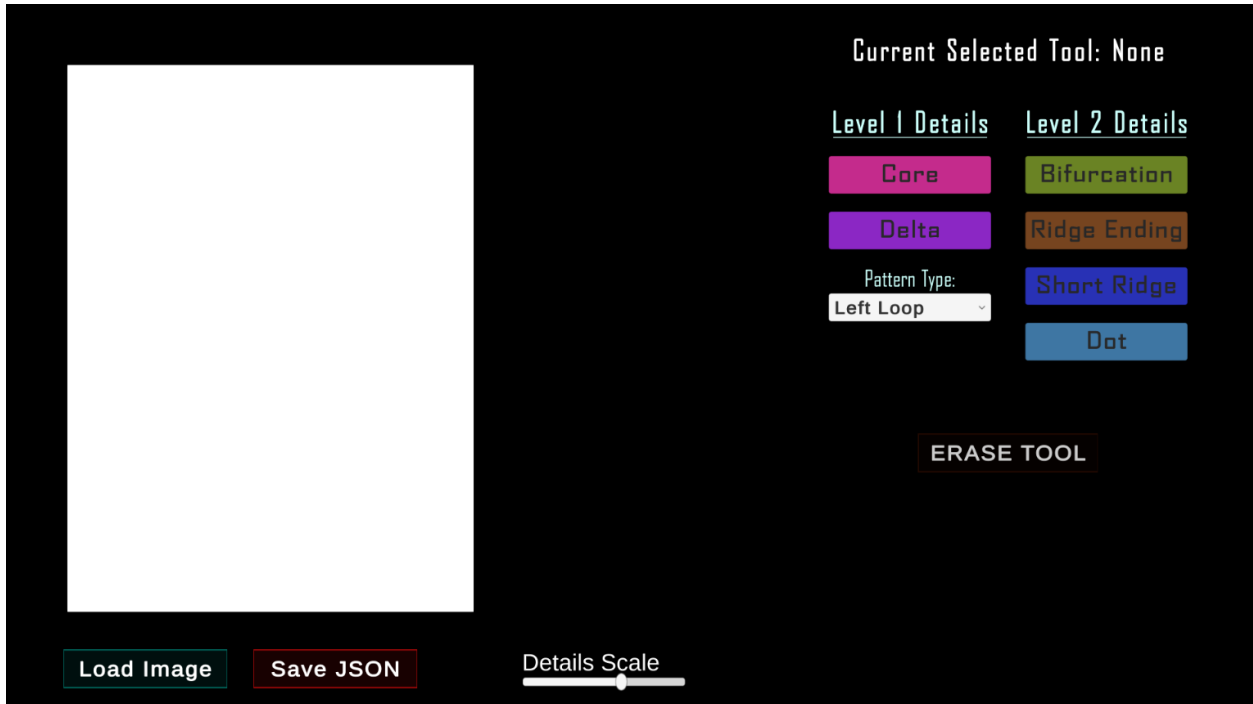 Current Selected Tool: None
Level 1 Details
Core
Delta
Pattern Type:
Left Loop
Level 2 Details
Bifurcation
Ridge Ending
Short Ridge
Dot
ERASE TOOL
Load Image
Save JSON
Details Scale